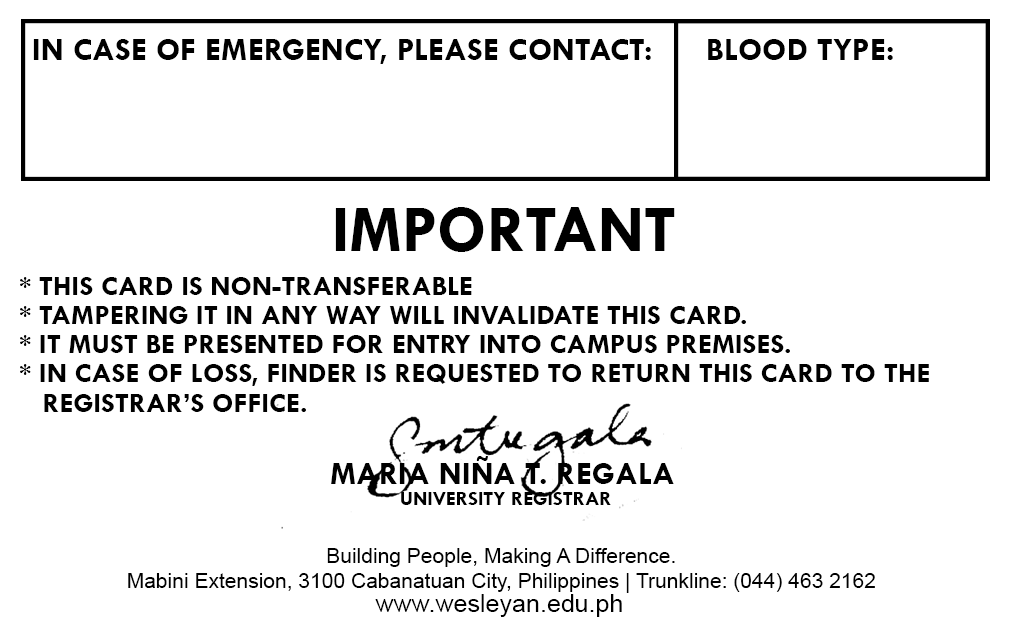 IN CASE OF EMERGENCY, PLEASE CONTACT:
BLOOD TYPE:
IMPORTANT
* THIS CARD IS NON-TRANSFERABLE
* TAMPERING IT IN ANY WAY WILL INVALIDATE THIS CARD.
* IT MUST BE PRESENTED FOR ENTRY INTO CAMPUS PREMISES.
* IN CASE OF LOSS, FINDER IS REQUESTED TO RETURN THIS CARD TO THE
REGISTRAR’S OFFICE.
MARIA NIÑA T. REGALA
UNIVERSITY REGISTRAR
Building People, Making A Difference.
Mabini Extension, 3100 Cabanatuan City, Philippines | Trunkline: (044) 463 2162
www.wesleyan.edu.ph